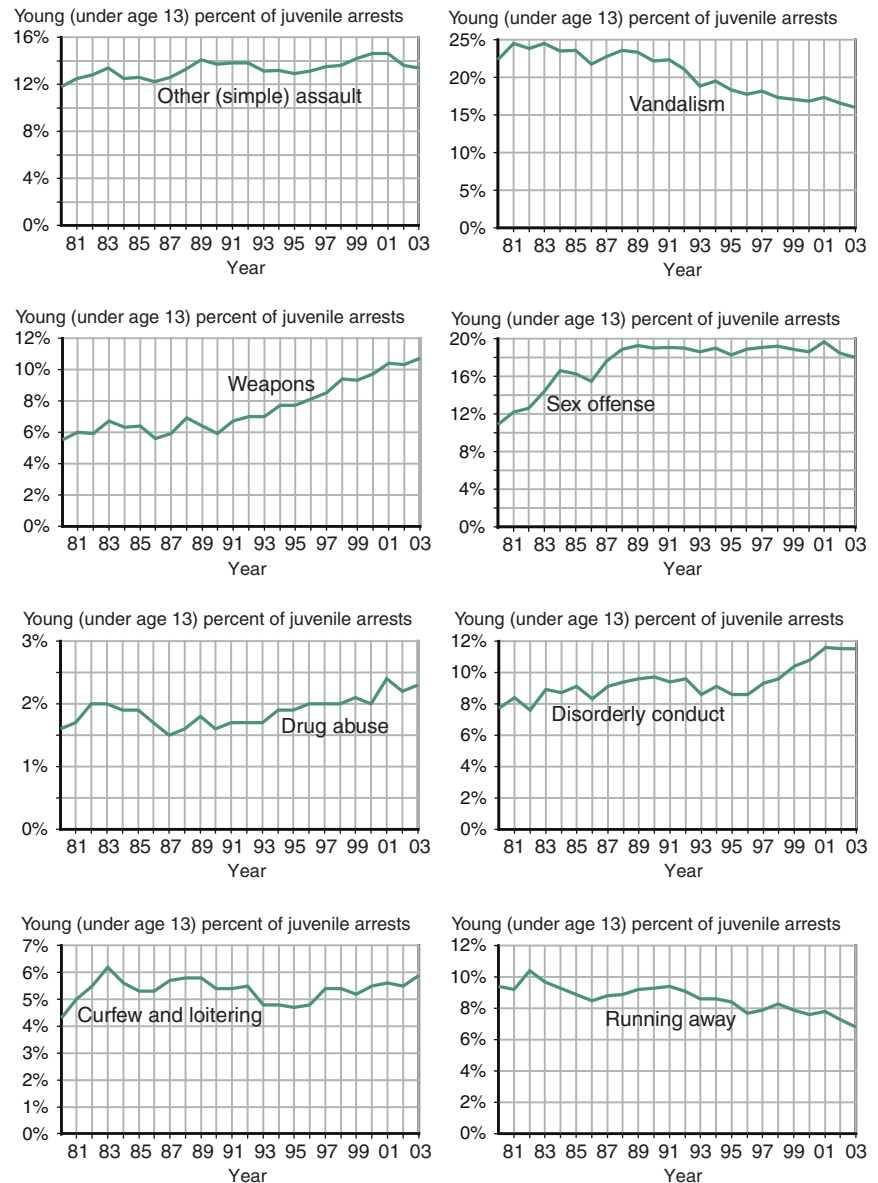 Young (under age 13) percent of juvenile arrests
16%
12%
8%
4%
0%
Other (simple) assault
81 83 85 87 89 91 93 95 97 99 01 03
Year
Young (under age 13) percent of juvenile arrests
25%
20%
15%
10%
5%
0%
Vandalism
81 83 85 87 89 91 93 95 97 99 01 03
Year
Young (under age 13) percent of juvenile arrests
12%
10%
8%
6%
4%
2%
0%
Weapons
81 83 85 87 89 91 93 95 97 99 01 03
Year
Young (under age 13) percent of juvenile arrests
20%
16%
12%
8%
4%
0%
Sex offense
81 83 85 87 89 91 93 95 97 99 01 03
Year
Young (under age 13) percent of juvenile arrests
3%
2%
1%
0%
Drug abuse
81 83 85 87 89 91 93 95 97 99 01 03
Year
Young (under age 13) percent of juvenile arrests
12%
10%
8%
6%
4%
2%
0%
Disorderly conduct
81 83 85 87 89 91 93 95 97 99 01 03
Year
Young (under age 13) percent of juvenile arrests
7%
6%
5%
4%
3%
2%
1%
0%
Curfew and loitering
81 83 85 87 89 91 93 95 97 99 01 03
Year
Young (under age 13) percent of juvenile arrests
12%
10%
8%
6%
4%
2%
0%
Running away
81 83 85 87 89 91 93 95 97 99 01 03
Year